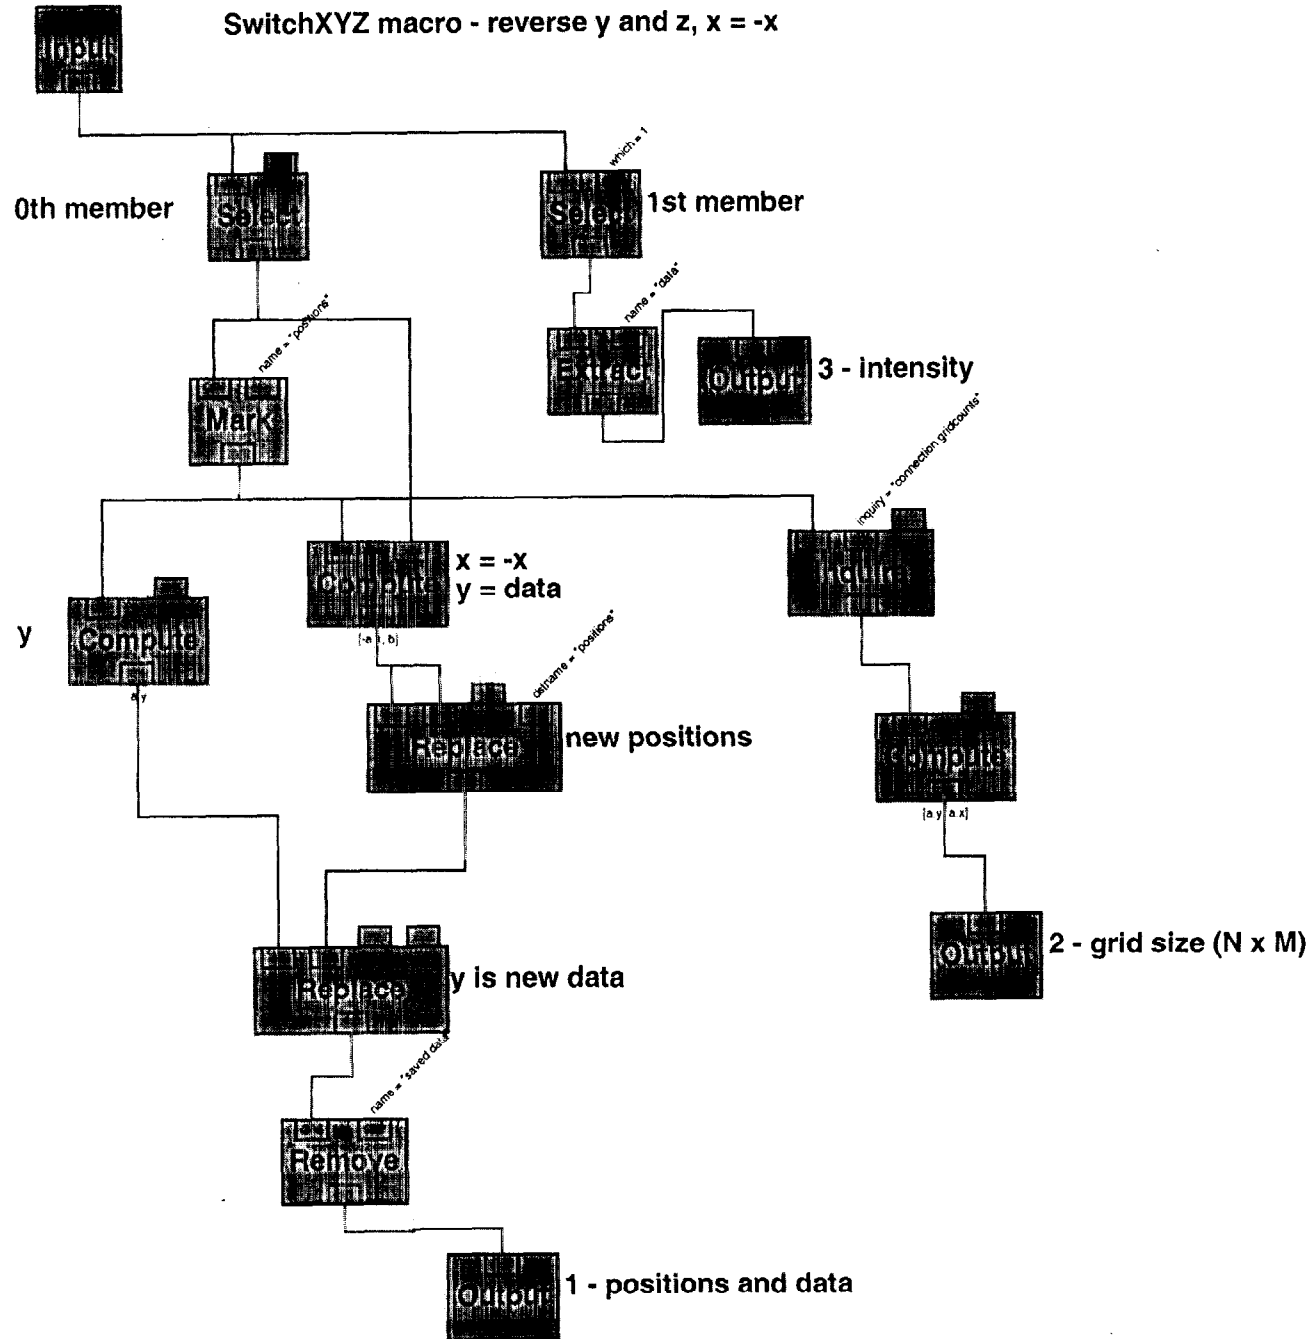 SwitchXYZ macro - reverse y and z, x = -x
Input
which = 1
0th member
Select
Select
1st member
name = "positions"
name = "data"
Extract
Output
3 - intensity
Mark
inquiry = "connection gridcounts"
Compute
x = -x
y = data
Inquire
y
Compute
a.y
dstname = "positions"
Replace
new positions
Compute
[a.y, a.x]
Output
2 - grid size (N x M)
Replace
y is new data
name = "saved data"
Remove
Output
1 - positions and data